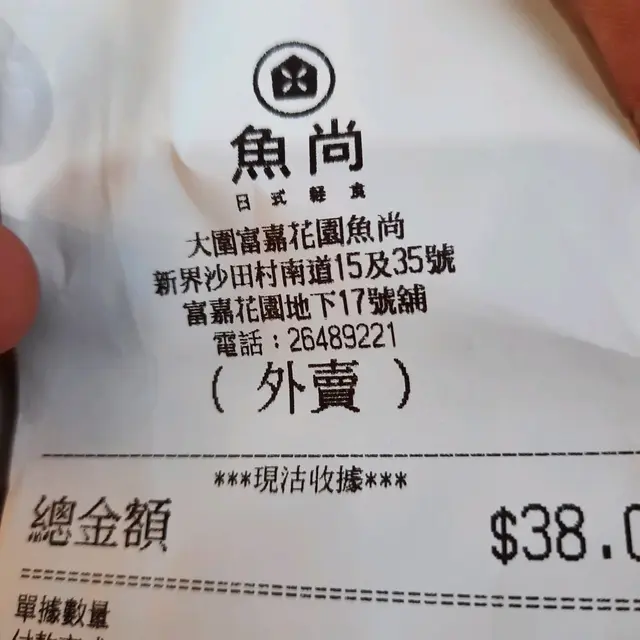 魚尚
日式軽食
大圍富嘉花園魚尚
新界沙田村南道15及35號
富嘉花園地下17號舖
電話：26489221
( 外賣 )
***現沽收據***
總金額 $38.0
單據數量